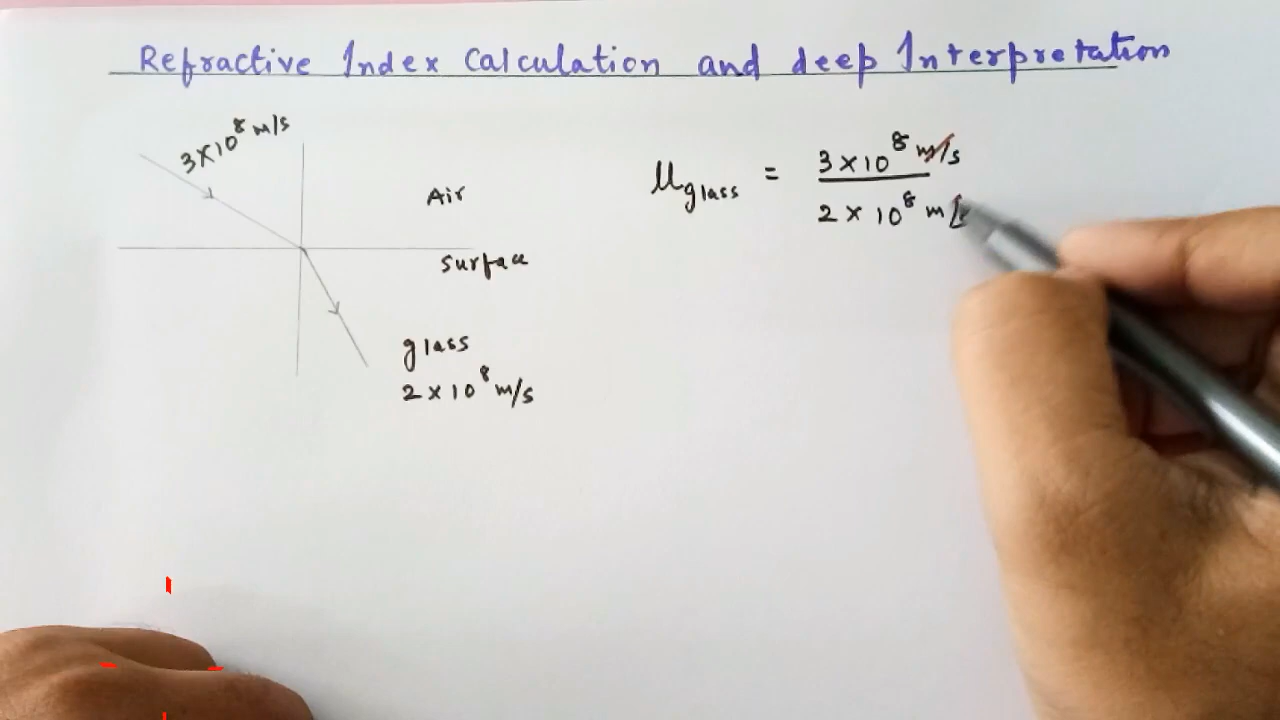 Refractive Index Calculation and deep Interpretation
3×10⁸ m/s
Air
surface
glass
2×10⁸ m/s
μglass = 3×10⁸ m/s
2×10⁸ m/